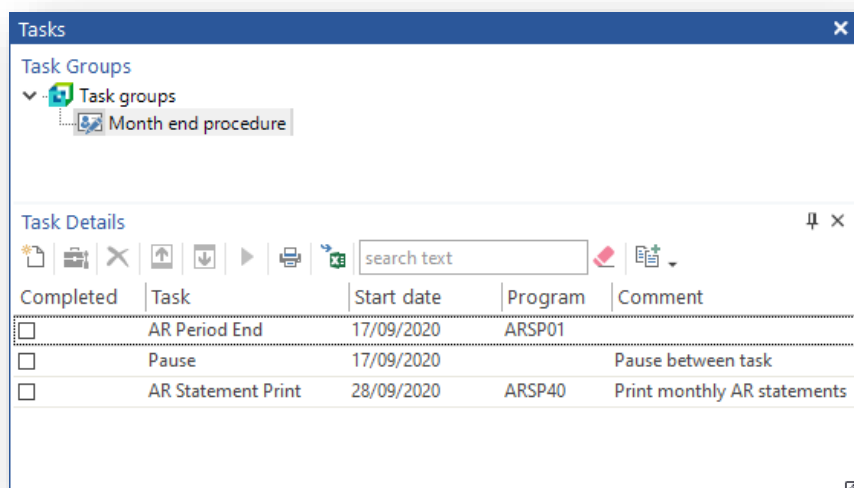 Tasks
Task Groups
Task groups
Month end procedure
Task Details
search text
Completed Task Start date Program Comment
AR Period End 17/09/2020 ARSP01
Pause 17/09/2020 Pause between task
AR Statement Print 28/09/2020 ARSP40 Print monthly AR statements